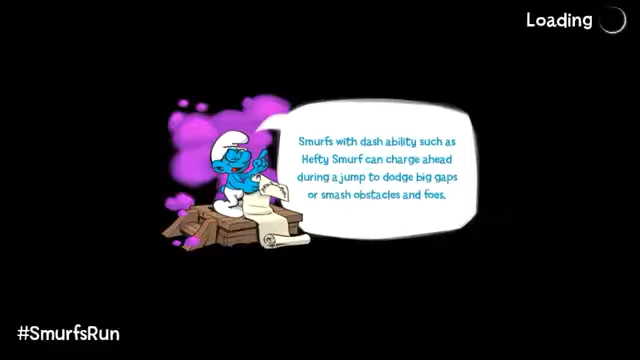 Loading
Smurfs with dash ability such as
Hefty Smurf can charge ahead
during a jump to dodge big gaps
or smash obstacles and foes.
#SmurfsRun